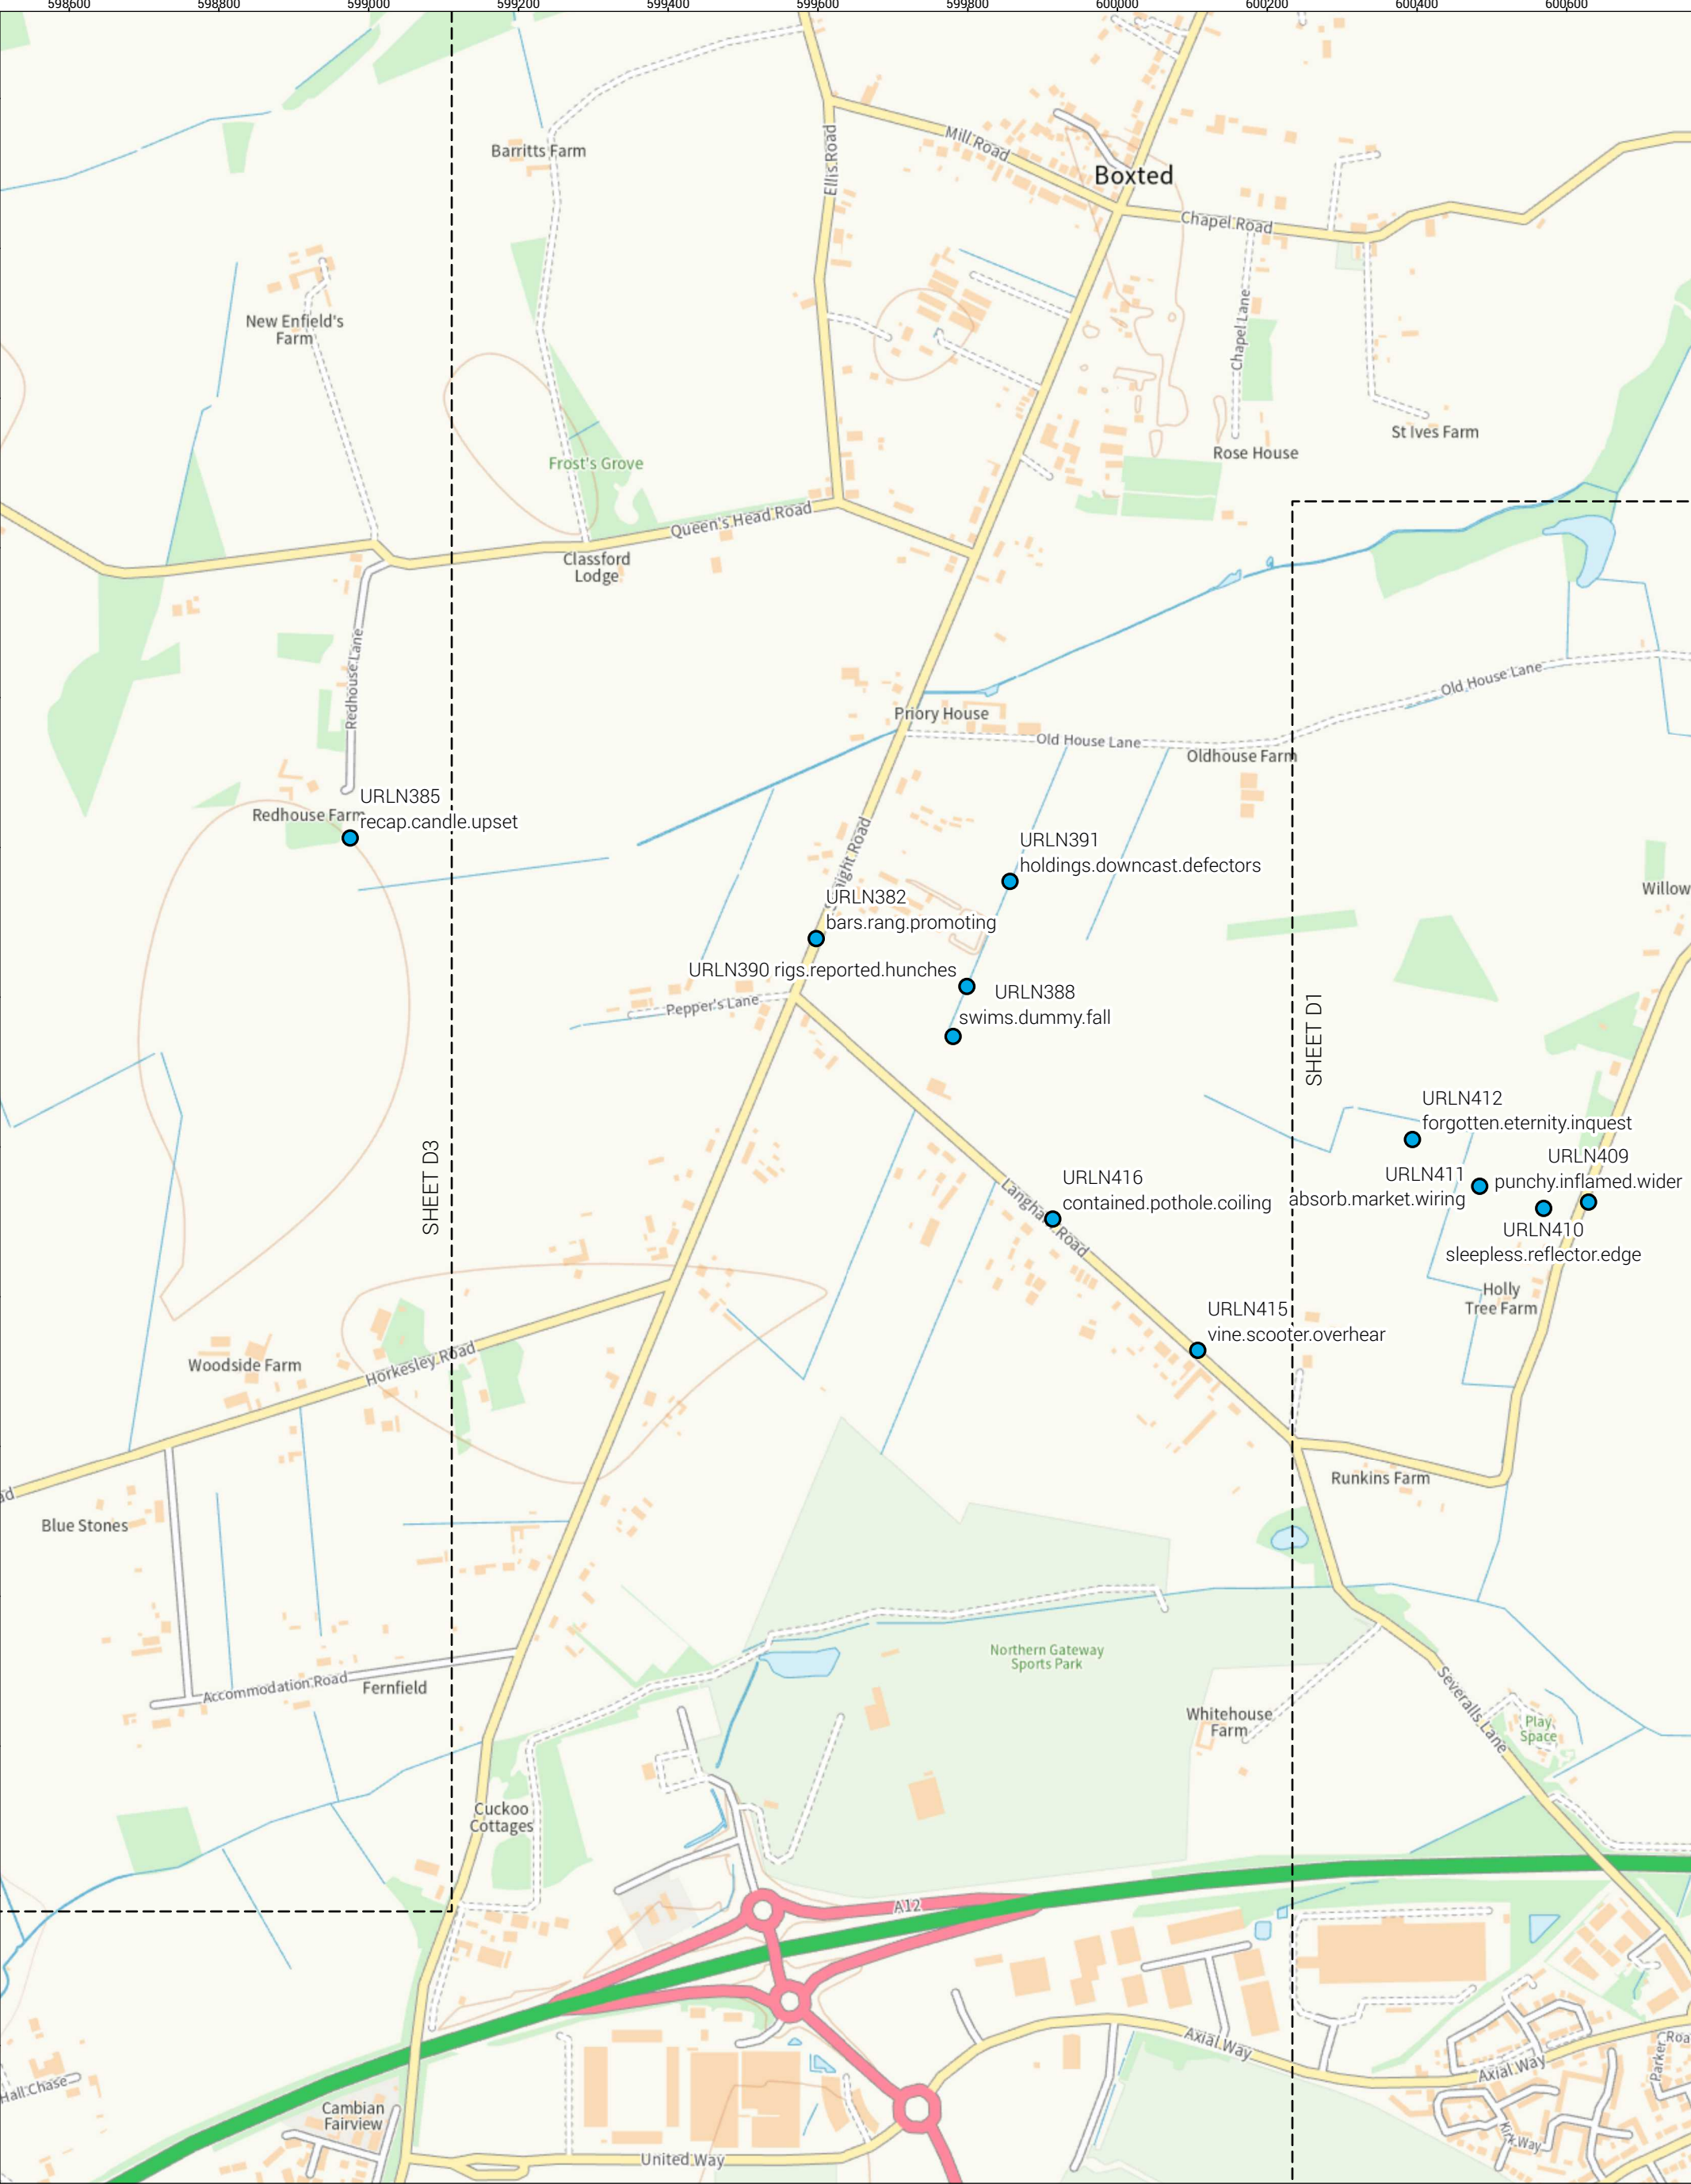 598600 598800 599000 599200 599400 599600 599800 600000 600200 600400 600600
Barritts Farm
Ellis Road
Mill Road
Boxted
Chapel Road
New Enfield's
Farm
Chapel Lane
St Ives Farm
Rose House
Frost's Grove
Queen's Head Road
Classford
Lodge
Redhouse Lane
Old House Lane
Priory House
Old House Lane
Oldhouse Farm
URLN385
recap.candle.upset
Redhouse Farm
aight Road
URLN391
holdings.downcast.defectors
URLN382
bars.rang.promoting
Willow
URLN390 rigs.reported.hunches
URLN388
swims.dummy.fall
Pepper's Lane
SHEET D1
URLN412
forgotten.eternity.inquest
SHEET D3
URLN409
punchy.inflamed.wider
URLN411
absorb.market.wiring
URLN416
contained.pothole.coiling
Langha Road
URLN410
sleepless.reflector.edge
Holly
Tree Farm
URLN415
vine.scooter.overhear
Woodside Farm
Horkesley Road
Runkins Farm
ad
Blue Stones
Northern Gateway
Sports Park
Accommodation Road
Fernfield
Whitehouse
Farm
Severalls Lane
Play
Space
Cuckoo
Cottages
A12
Axial Way
Axial Way
Parker Roa
Hall Chase
Cambian
Fairview
Kirk Way
United Way